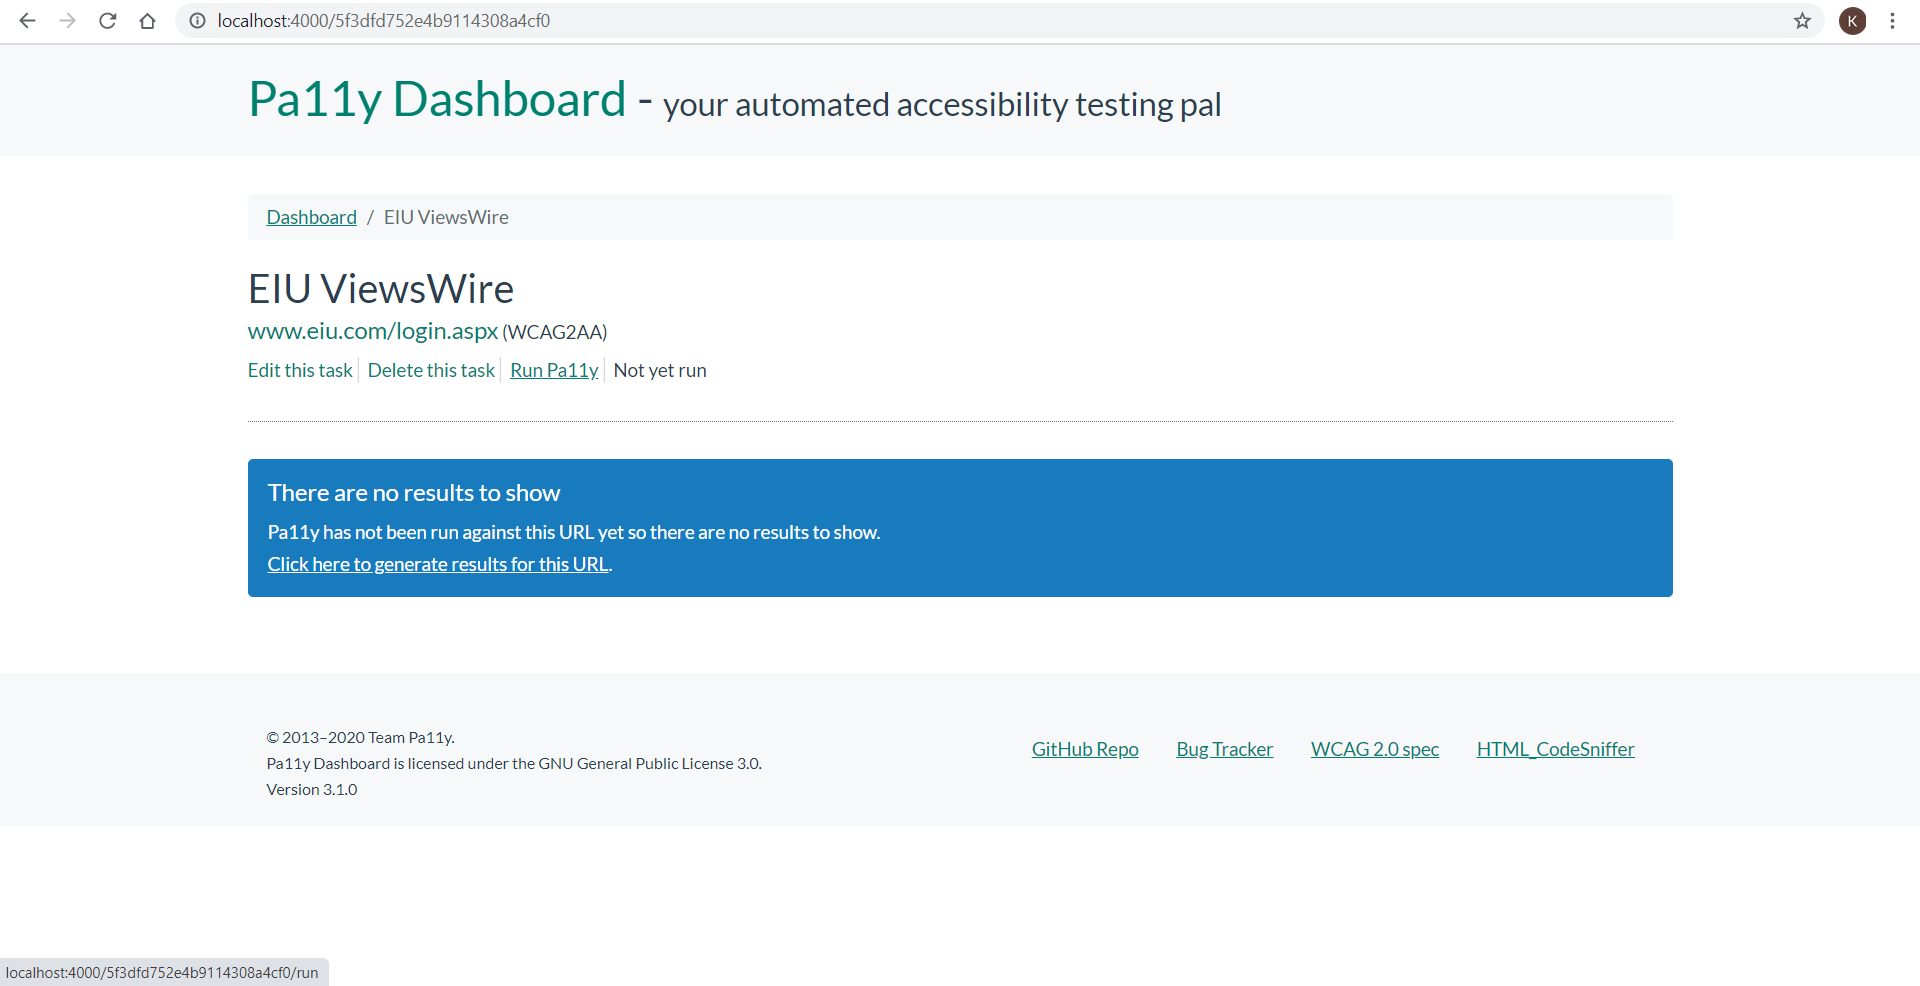 localhost:4000/5f3dfd752e4b9114308a4cf0
K
Pa11y Dashboard - your automated accessibility testing pal
Dashboard / EIU ViewsWire
EIU ViewsWire
www.eiu.com/login.aspx (WCAG2AA)
Edit this task Delete this task Run Pa11y Not yet run
There are no results to show
Pa11y has not been run against this URL yet so there are no results to show.
Click here to generate results for this URL.
© 2013–2020 Team Pa11y.
Pa11y Dashboard is licensed under the GNU General Public License 3.0.
Version 3.1.0
GitHub Repo Bug Tracker WCAG 2.0 spec HTML_CodeSniffer
localhost:4000/5f3dfd752e4b9114308a4cf0/run